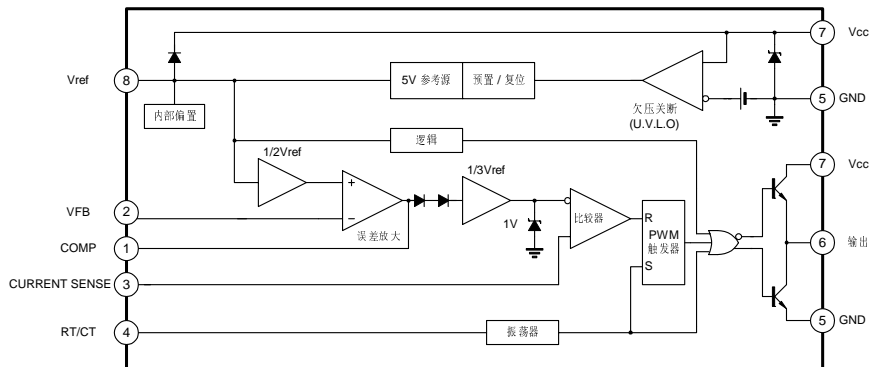 7 Vcc
Vref 8
5V 参考源 预置 / 复位
内部偏置
欠压关断
(U.V.L.O)
5 GND
逻辑
1/2Vref
1/3Vref
7 Vcc
+
−
VFB 2
误差放大
1V
比较器
R
PWM
触发器
S
6 输出
COMP 1
CURRENT SENSE 3
RT/CT 4
振荡器
5 GND